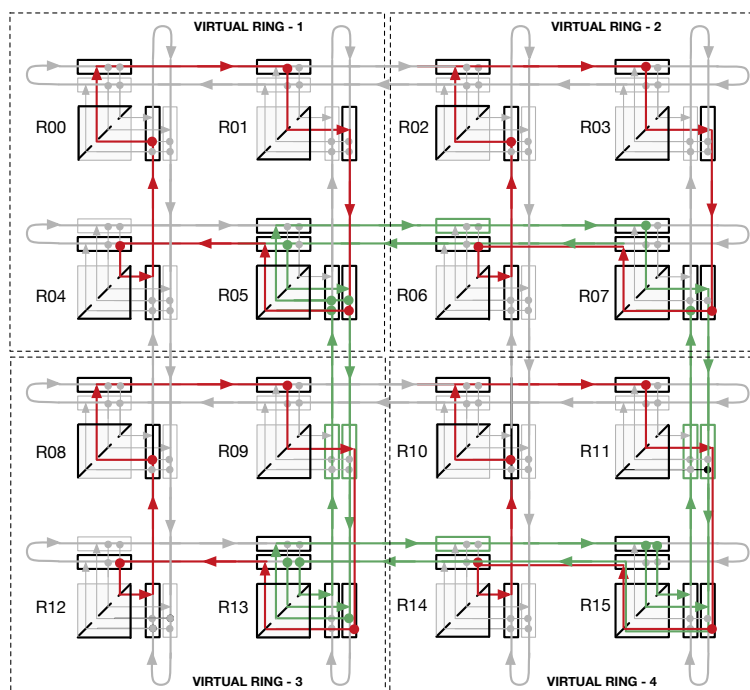 VIRTUAL RING - 1
VIRTUAL RING - 2
R00
R01
R02
R03
R04
R05
R06
R07
R08
R09
R10
R11
R12
R13
R14
R15
VIRTUAL RING - 3
VIRTUAL RING - 4